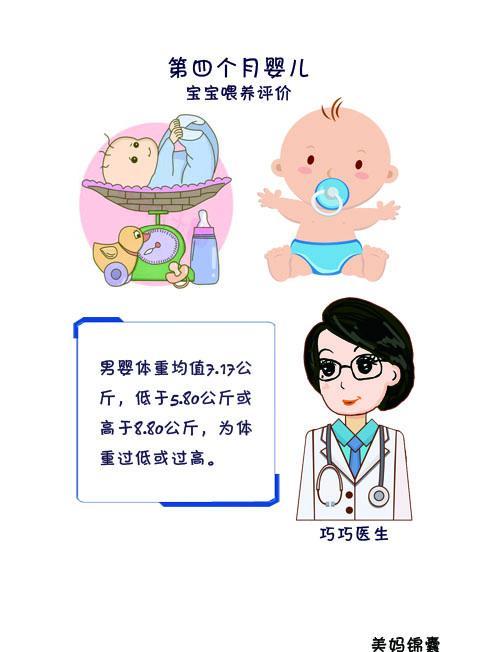 第四个月婴儿
宝宝喂养评价
男婴体重均值7.17公
斤，低于5.80公斤或
高于8.80公斤，为体
重过低或过高。
巧巧医生
美妈锦囊